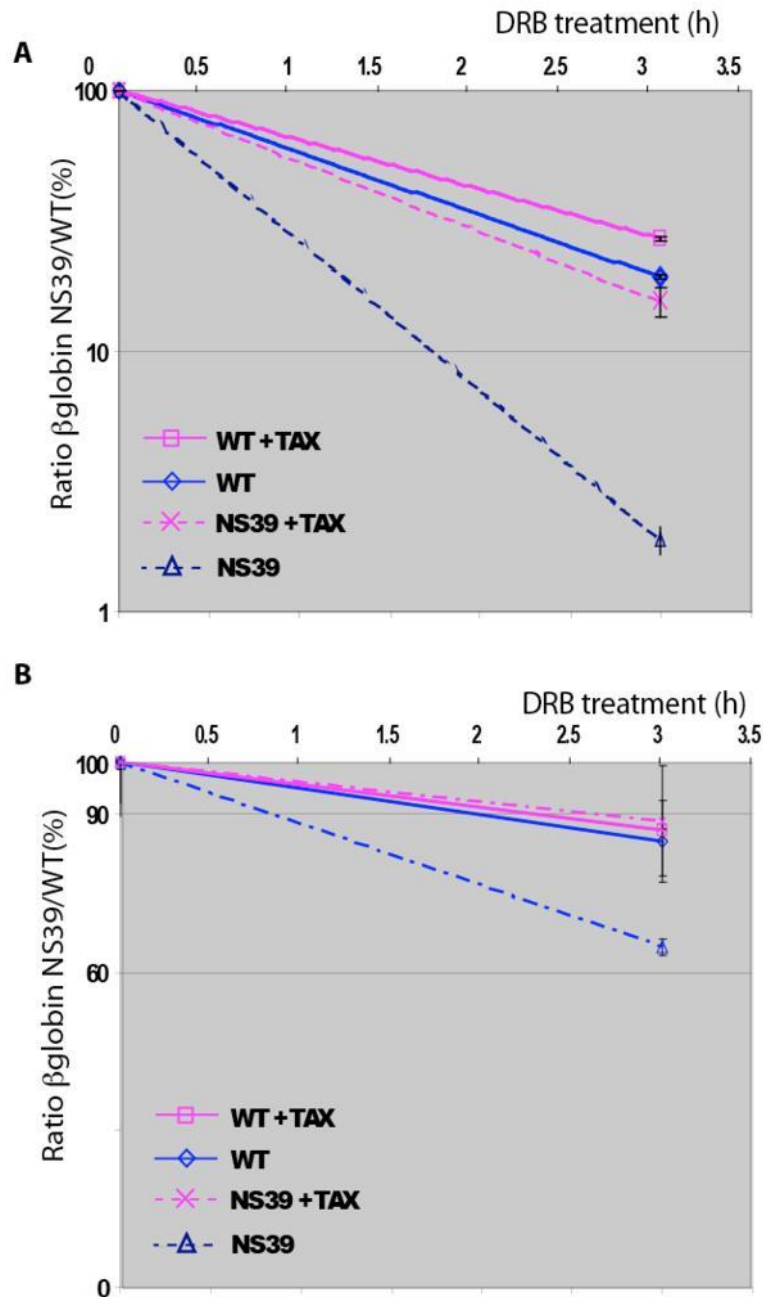 DRB treatment (h)
A
0 0.5 1 1.5 2 2.5 3 3.5
100
10
1
Ratio βglobin NS39/WT(%)
WT +TAX
WT
NS39 +TAX
NS39
B
DRB treatment (h)
0 0.5 1 1.5 2 2.5 3 3.5
100
90
60
0
Ratio βglobin NS39/WT(%)
WT +TAX
WT
NS39 +TAX
NS39